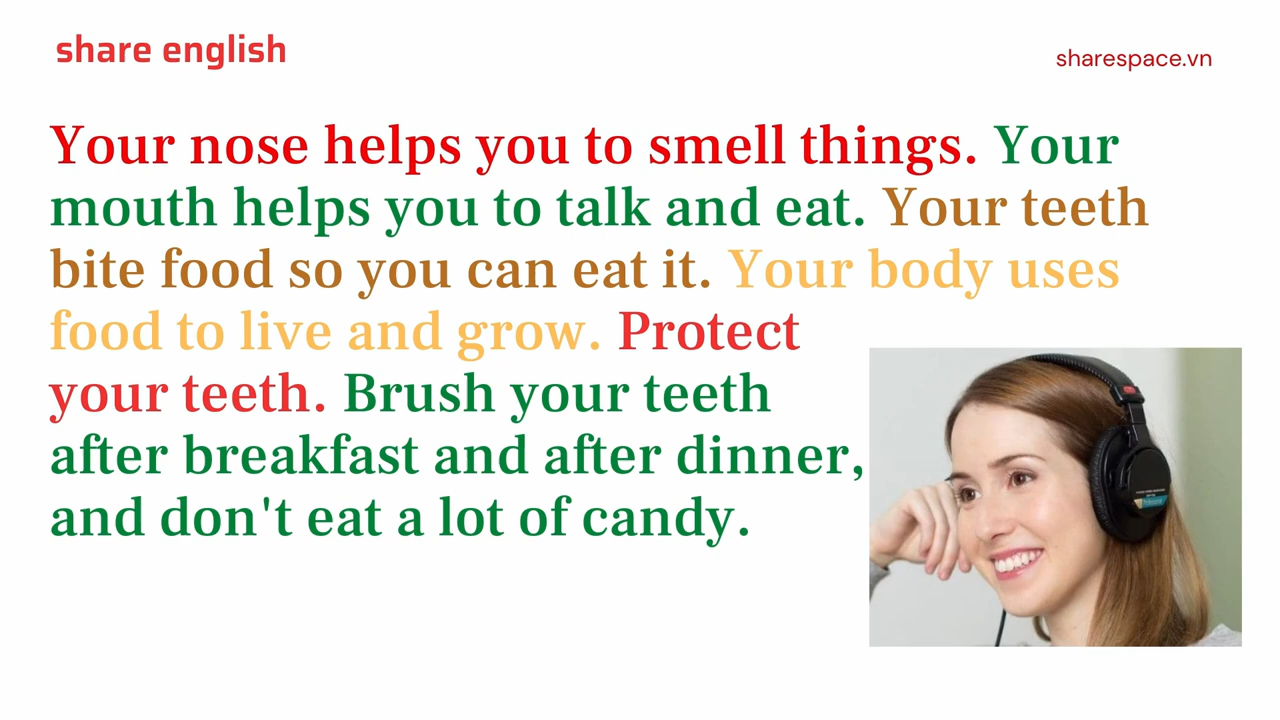 share english
sharespace.vn
Your nose helps you to smell things. Your
mouth helps you to talk and eat. Your teeth
bite food so you can eat it. Your body uses
food to live and grow. Protect
your teeth. Brush your teeth
after breakfast and after dinner,
and don't eat a lot of candy.